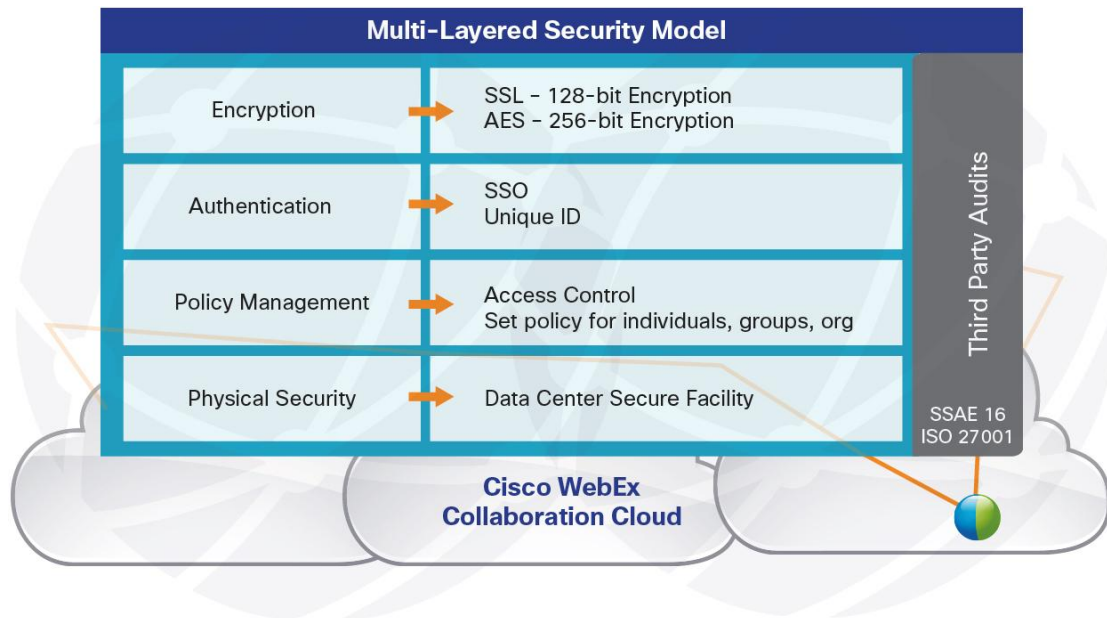 Multi-Layered Security Model
Encryption
SSL – 128-bit Encryption
AES – 256-bit Encryption
Authentication
SSO
Unique ID
Policy Management
Access Control
Set policy for individuals, groups, org
Physical Security
Data Center Secure Facility
Third Party Audits
SSAE 16
ISO 27001
Cisco WebEx
Collaboration Cloud